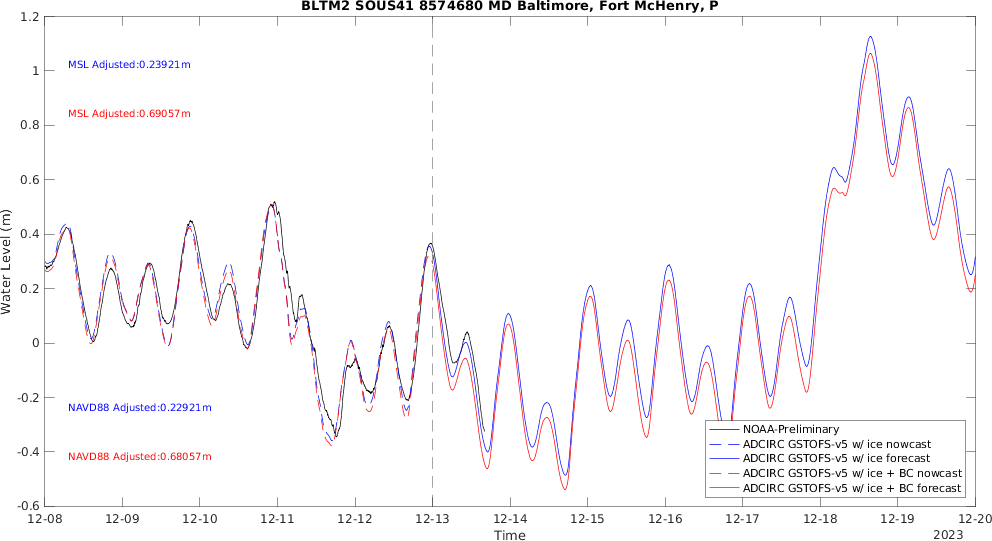 BLTM2 SOUS41 8574680 MD Baltimore, Fort McHenry, P
1.2
1
0.8
0.6
0.4
0.2
0
-0.2
-0.4
-0.6
Water Level (m)
MSL Adjusted:0.23921m
MSL Adjusted:0.69057m
NAVD88 Adjusted:0.22921m
NAVD88 Adjusted:0.68057m
NOAA-Preliminary
ADCIRC GSTOFS-v5 w/ ice nowcast
ADCIRC GSTOFS-v5 w/ ice forecast
ADCIRC GSTOFS-v5 w/ ice + BC nowcast
ADCIRC GSTOFS-v5 w/ ice + BC forecast
12-08 12-09 12-10 12-11 12-12 12-13 12-14 12-15 12-16 12-17 12-18 12-19 12-20
Time
2023